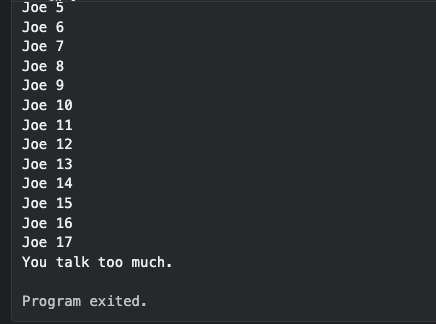 Joe 5
Joe 6
Joe 7
Joe 8
Joe 9
Joe 10
Joe 11
Joe 12
Joe 13
Joe 14
Joe 15
Joe 16
Joe 17
You talk too much.
Program exited.